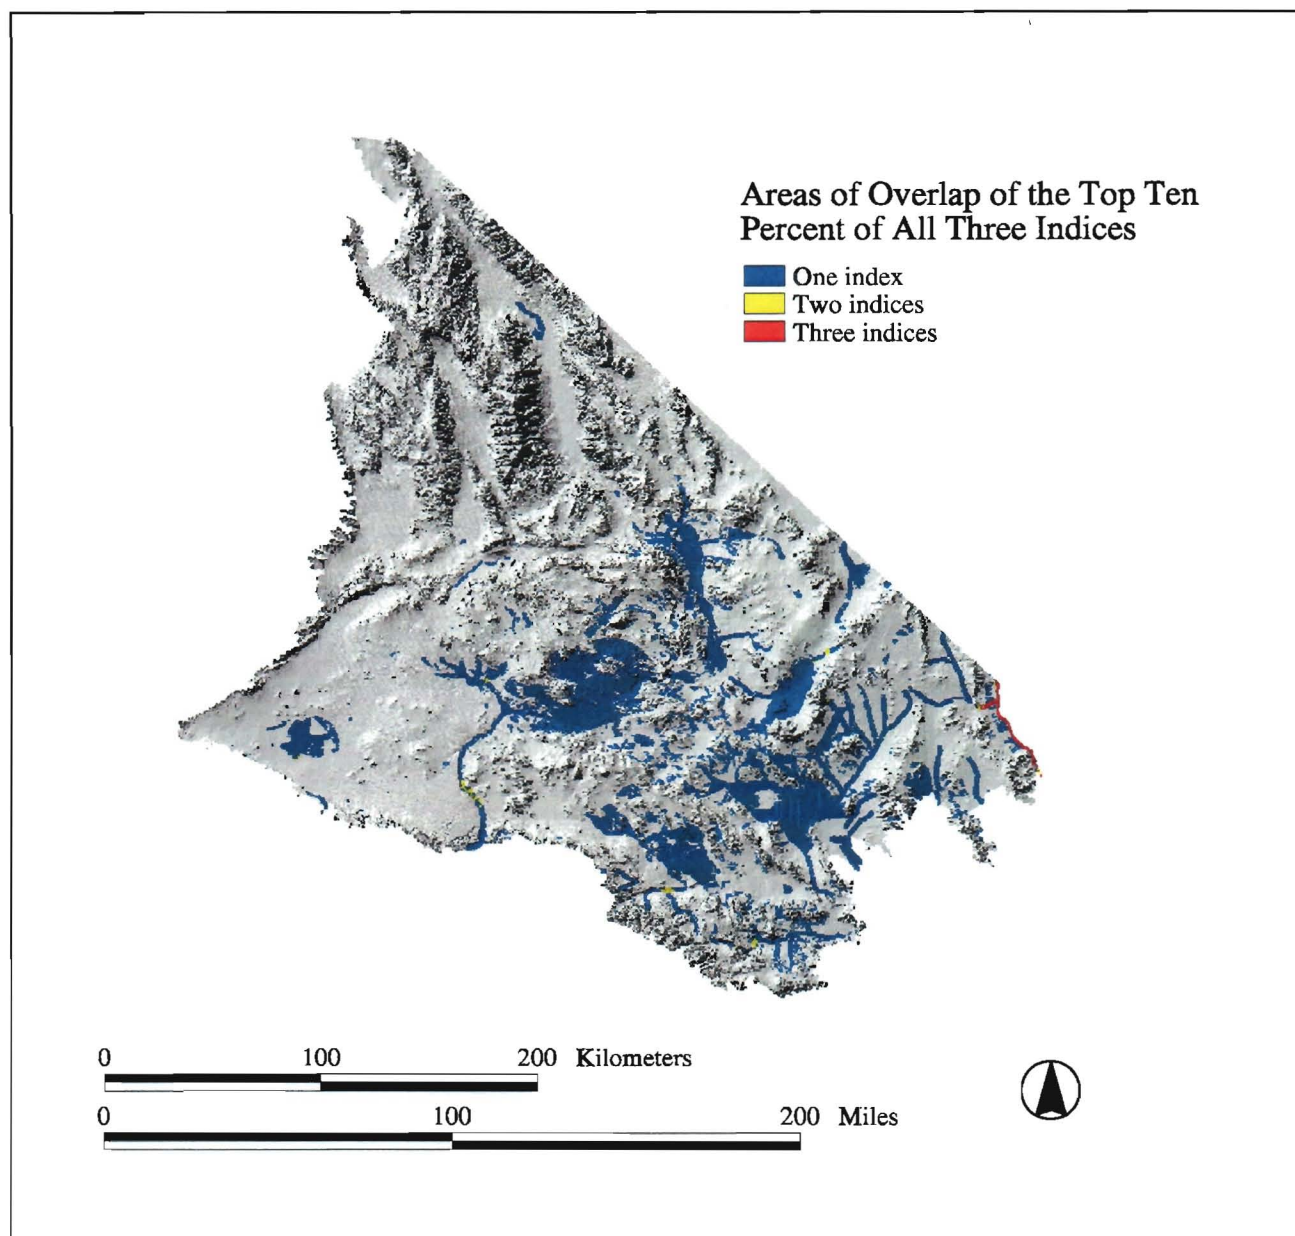 Areas of Overlap of the Top Ten
Percent of All Three Indices
One index
Two indices
Three indices
0 100 200 Kilometers
0 100 200 Miles